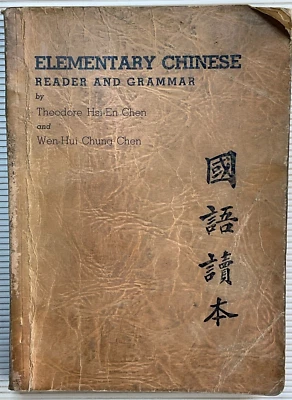 ELEMENTARY CHINESE
READER AND GRAMMAR
by
Theodore Hsi-En Chen
and
Wen-Hui Chung Chen
國語讀本